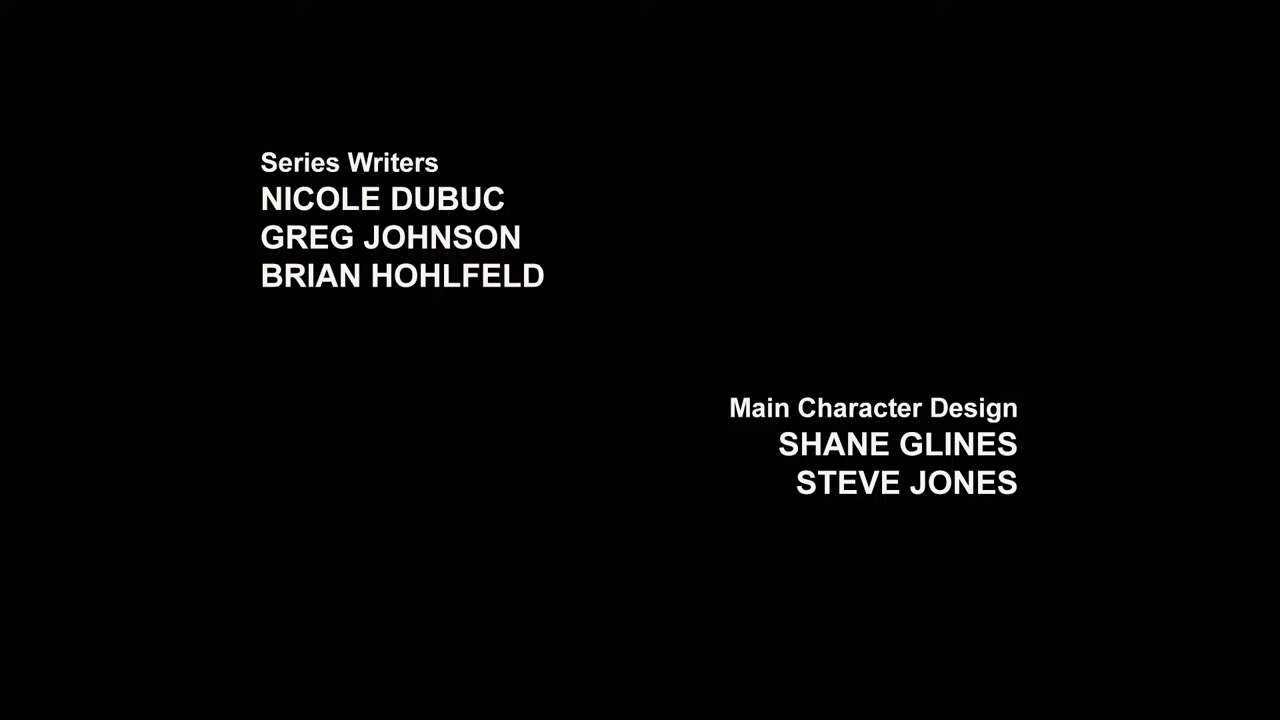 Series Writers
NICOLE DUBUC
GREG JOHNSON
BRIAN HOHLFELD
Main Character Design
SHANE GLINES
STEVE JONES